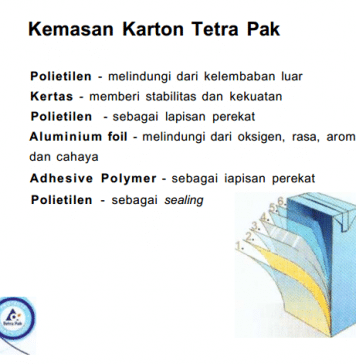 Kemasan Karton Tetra Pak
Polietilen - melindungi dari kelembaban luar
Kertas - memberi stabilitas dan kekuatan
Polietilen - sebagai lapisan perekat
Aluminium foil - melindungi dari oksigen, rasa, arom
dan cahaya
Adhesive Polymer - sebagai iapisan perekat
Polietilen - sebagai sealing
6.
5.
4.
3.
2.
1.
Tetra Pak